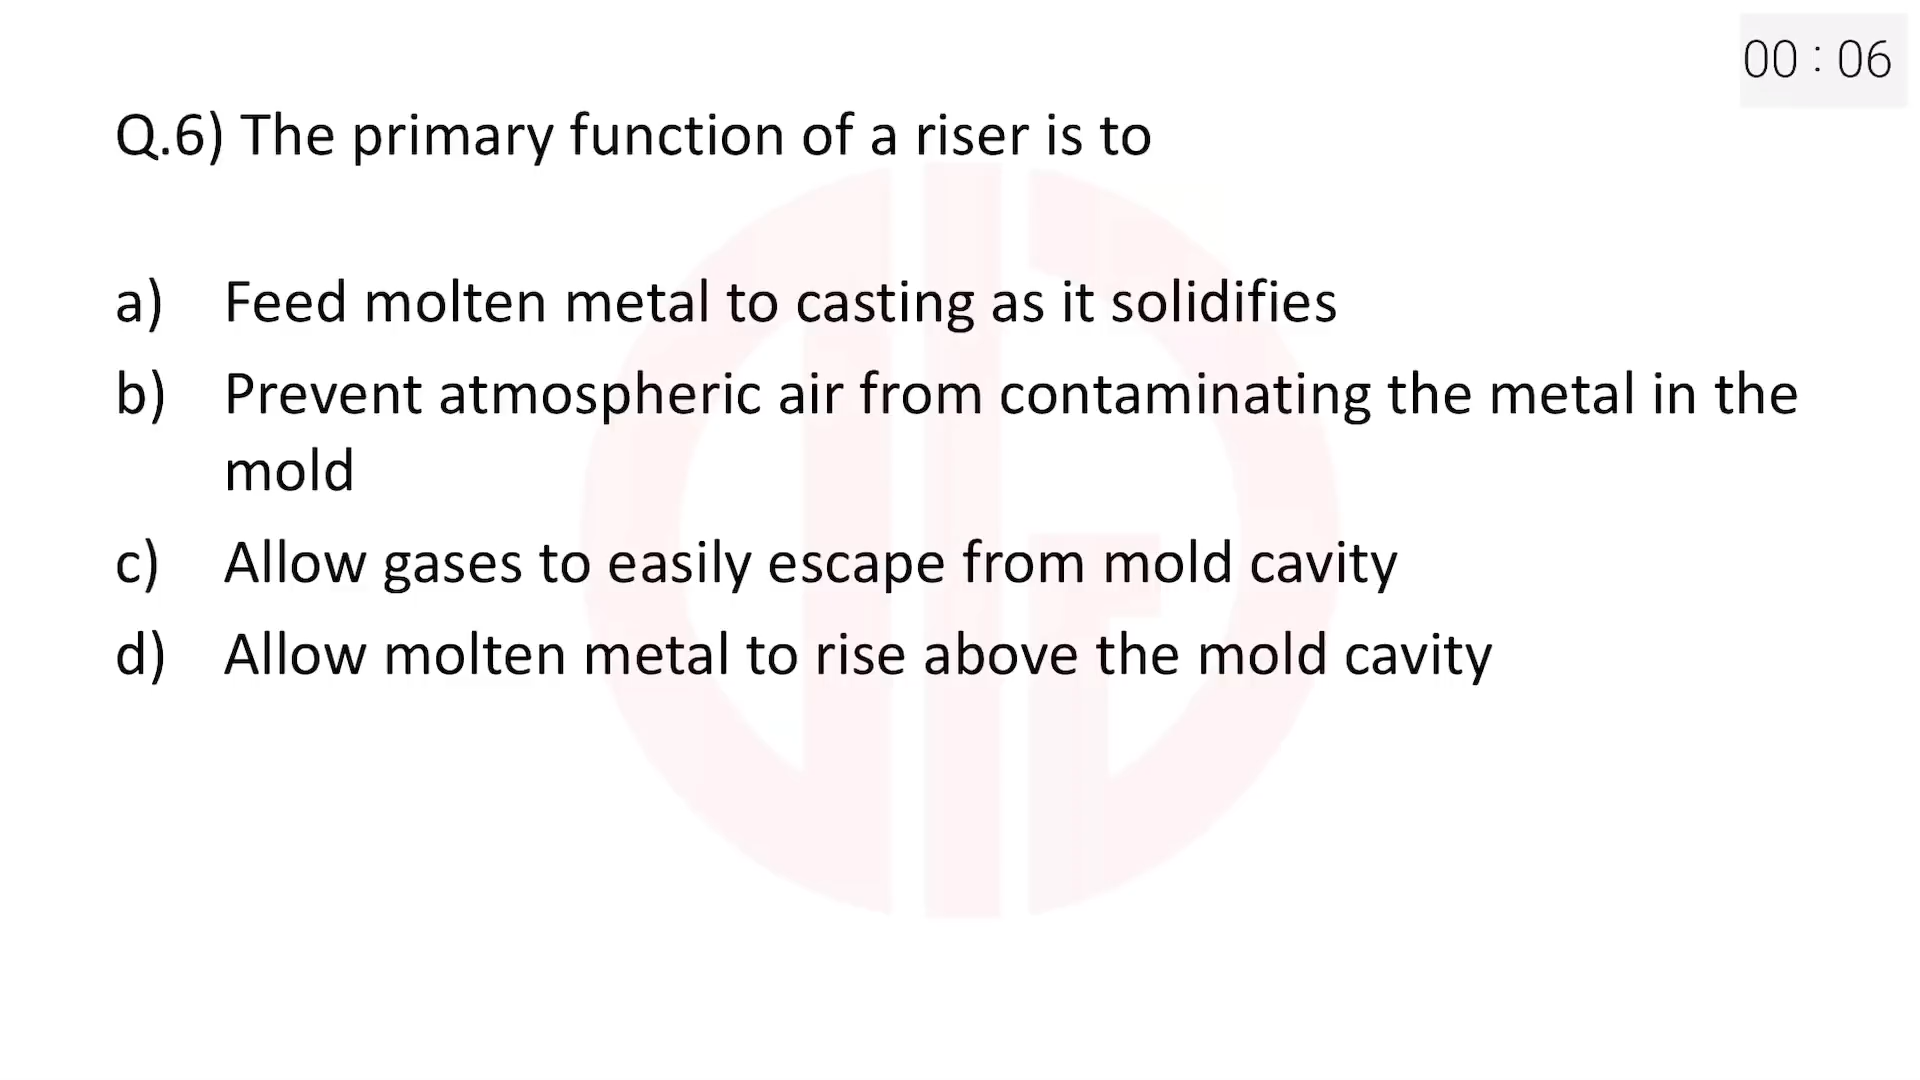 00 : 06
Q.6) The primary function of a riser is to
a) Feed molten metal to casting as it solidifies
b) Prevent atmospheric air from contaminating the metal in the
mold
c) Allow gases to easily escape from mold cavity
d) Allow molten metal to rise above the mold cavity